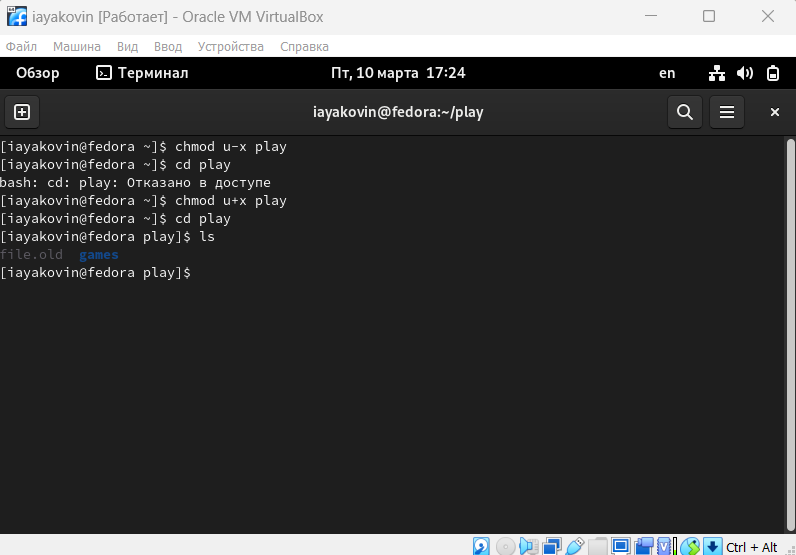 iayakovin [Работает] - Oracle VM VirtualBox
Файл Машина Вид Ввод Устройства Справка
Обзор Терминал Пт, 10 марта 17:24 en
iayakovin@fedora:~/play
[iayakovin@fedora ~]$ chmod u-x play
[iayakovin@fedora ~]$ cd play
bash: cd: play: Отказано в доступе
[iayakovin@fedora ~]$ chmod u+x play
[iayakovin@fedora ~]$ cd play
[iayakovin@fedora play]$ ls
file.old games
[iayakovin@fedora play]$
Ctrl + Alt